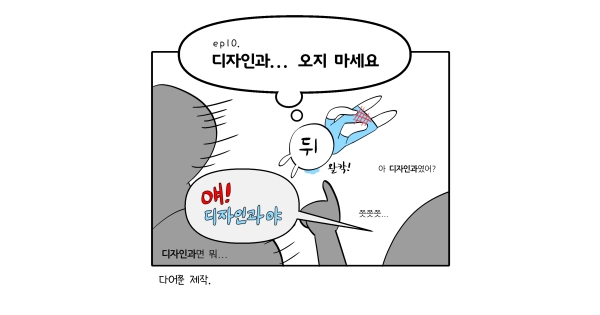 ep10.
디자인과... 오지 마세요
뒤
왈칵!
아 디자인과였어?
얘!
디자인과야
쯧쯧쯧...
디자인과면 뭐...
다어쭌 제작.